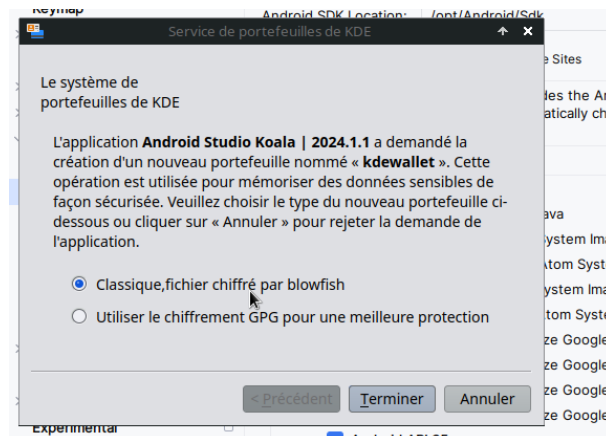 Keymap
Android SDK Location: /opt/Android/Sdk
Service de portefeuilles de KDE
Sites
Le système de
portefeuilles de KDE
des the A
atically ch
L'application Android Studio Koala | 2024.1.1 a demandé la
création d'un nouveau portefeuille nommé « kdewallet ». Cette
opération est utilisée pour mémoriser des données sensibles de
façon sécurisée. Veuillez choisir le type du nouveau portefeuille ci-
dessous ou cliquer sur « Annuler » pour rejeter la demande de
l'application.
ava
ystem Ima
tom Syst
Classique,fichier chiffré par blowfish
ystem Ima
Utiliser le chiffrement GPG pour une meilleure protection
tom Syste
ze Google
ze Google
ze Google
< Précédent
Terminer
Annuler
ze Google
Experimental